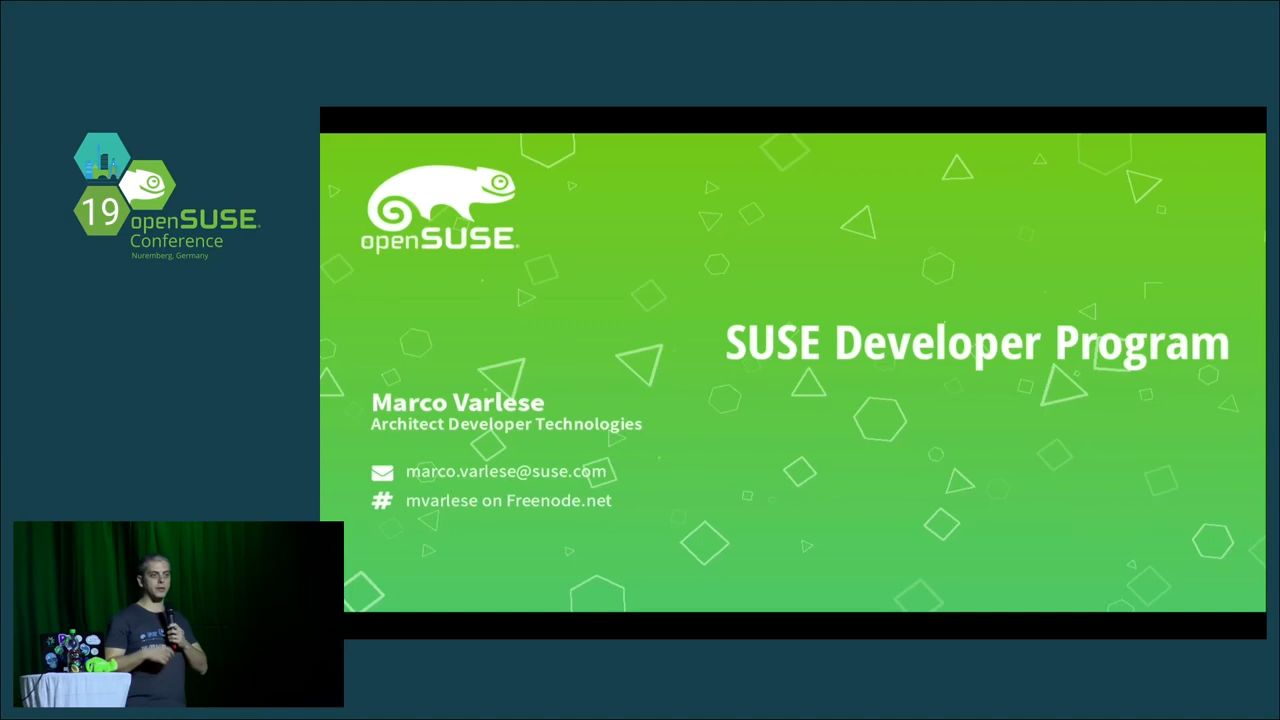 19
openSUSE
Conference
Nuremberg, Germany
openSUSE
SUSE Developer Program
Marco Varlese
Architect Developer Technologies
marco.varlese@suse.com
# mvarlese on Freenode.net